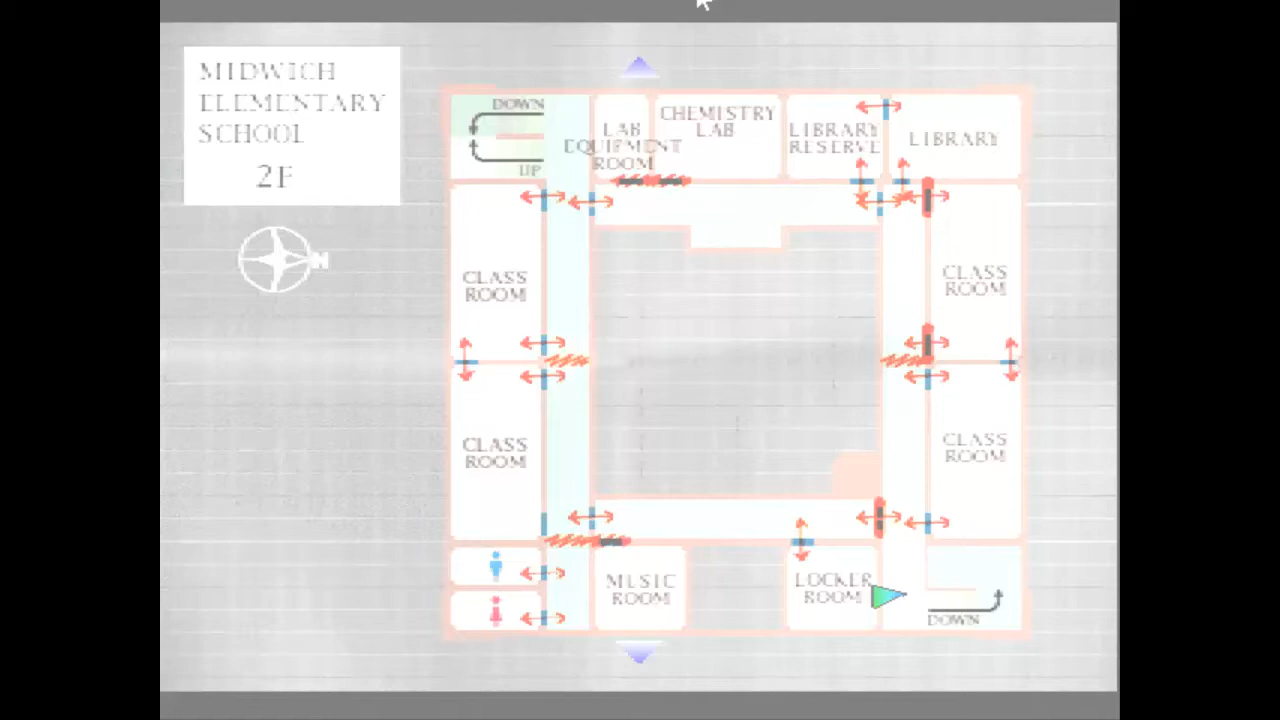 MIDWICH
ELEMENTARY
SCHOOL
2F
N
DOWN
UP
LAB
EQUIPMENT
ROOM
CHEMISTRY
LAB
LIBRARY
RESERVE
LIBRARY
CLASS
ROOM
CLASS
ROOM
CLASS
ROOM
CLASS
ROOM
MUSIC
ROOM
LOCKER
ROOM
DOWN